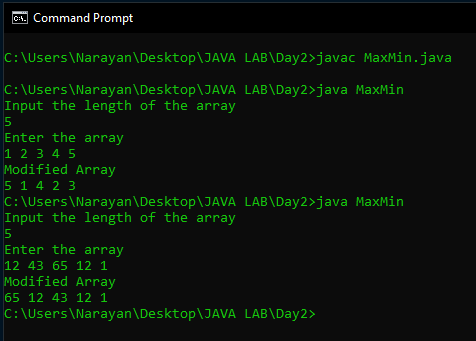 Command Prompt
C:\Users\Narayan\Desktop\JAVA LAB\Day2>javac MaxMin.java
C:\Users\Narayan\Desktop\JAVA LAB\Day2>java MaxMin
Input the length of the array
5
Enter the array
1 2 3 4 5
Modified Array
5 1 4 2 3
C:\Users\Narayan\Desktop\JAVA LAB\Day2>java MaxMin
Input the length of the array
5
Enter the array
12 43 65 12 1
Modified Array
65 12 43 12 1
C:\Users\Narayan\Desktop\JAVA LAB\Day2>